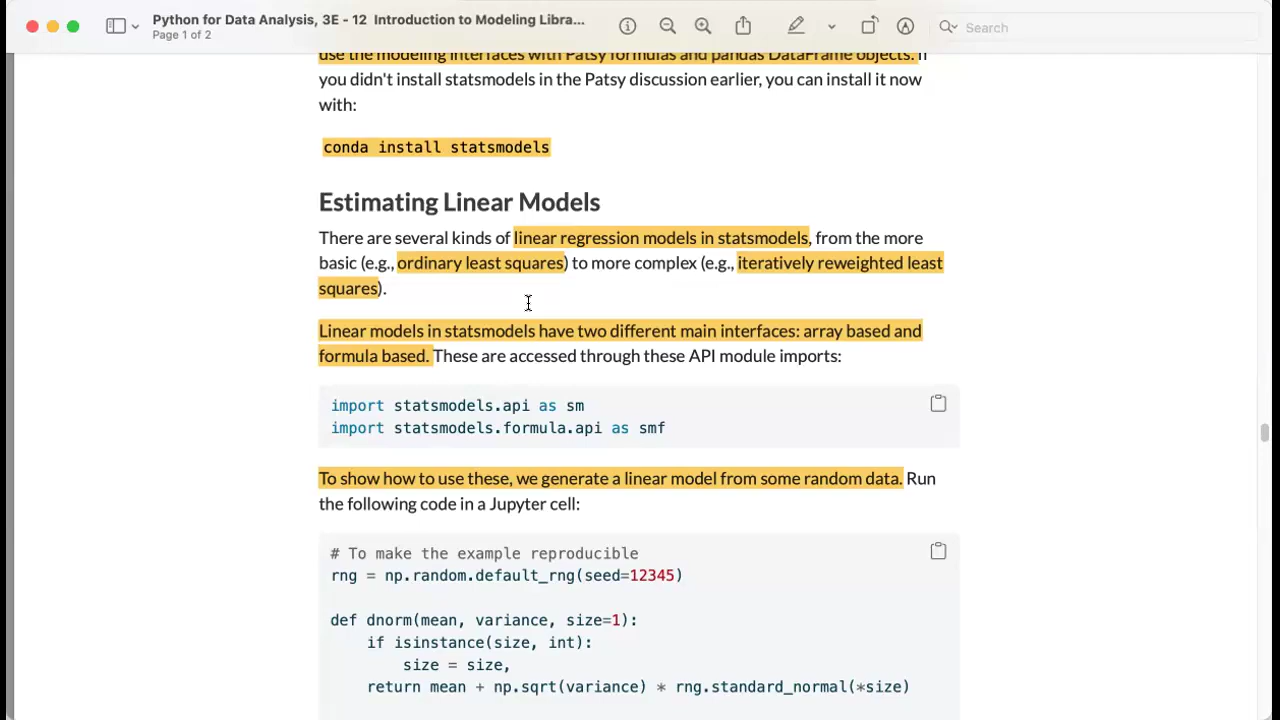 Python for Data Analysis, 3E - 12 Introduction to Modeling Libra...
Page 1 of 2
Search
use the modeling interfaces with Patsy formulas and pandas DataFrame objects. If
you didn't install statsmodels in the Patsy discussion earlier, you can install it now
with:
conda install statsmodels
Estimating Linear Models
There are several kinds of linear regression models in statsmodels, from the more
basic (e.g., ordinary least squares) to more complex (e.g., iteratively reweighted least
squares).
Linear models in statsmodels have two different main interfaces: array based and
formula based. These are accessed through these API module imports:
import statsmodels.api as sm
import statsmodels.formula.api as smf
To show how to use these, we generate a linear model from some random data. Run
the following code in a Jupyter cell:
# To make the example reproducible
rng = np.random.default_rng(seed=12345)
def dnorm(mean, variance, size=1):
    if isinstance(size, int):
        size = size,
    return mean + np.sqrt(variance) * rng.standard_normal(*size)